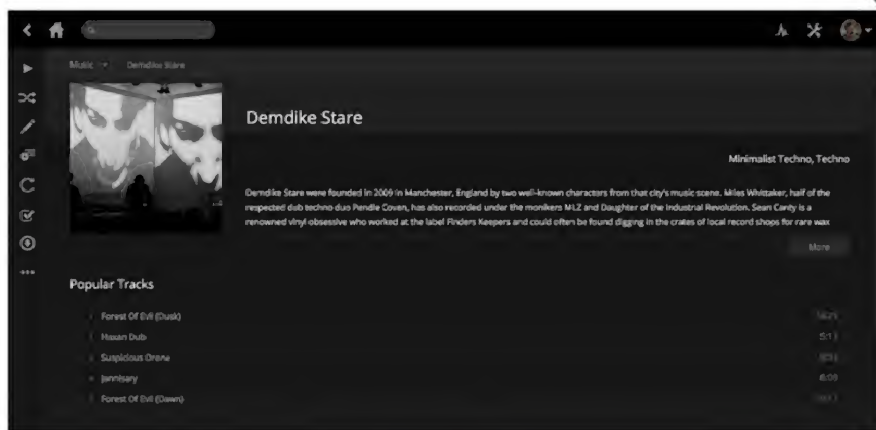 Music
Demdike Stare
Demdike Stare
Minimalist Techno, Techno
Demdike Stare were founded in 2009 in Manchester, England by two well-known characters from that city's music scene. Miles Whittaker, half of the
respected dub techno duo Pendle Coven, has also recorded under the monikers MLZ and Daughter of the Industrial Revolution. Sean Canty is a
renowned vinyl obsessive who worked at the label Finders Keepers and could often be found digging in the crates of local record shops for rare wax
More
Popular Tracks
Forest Of Evil (Dusk)
Haxan Dub 5:13
Suspicious Drone
Jannisary 6:09
Forest Of Evil (Dawn)